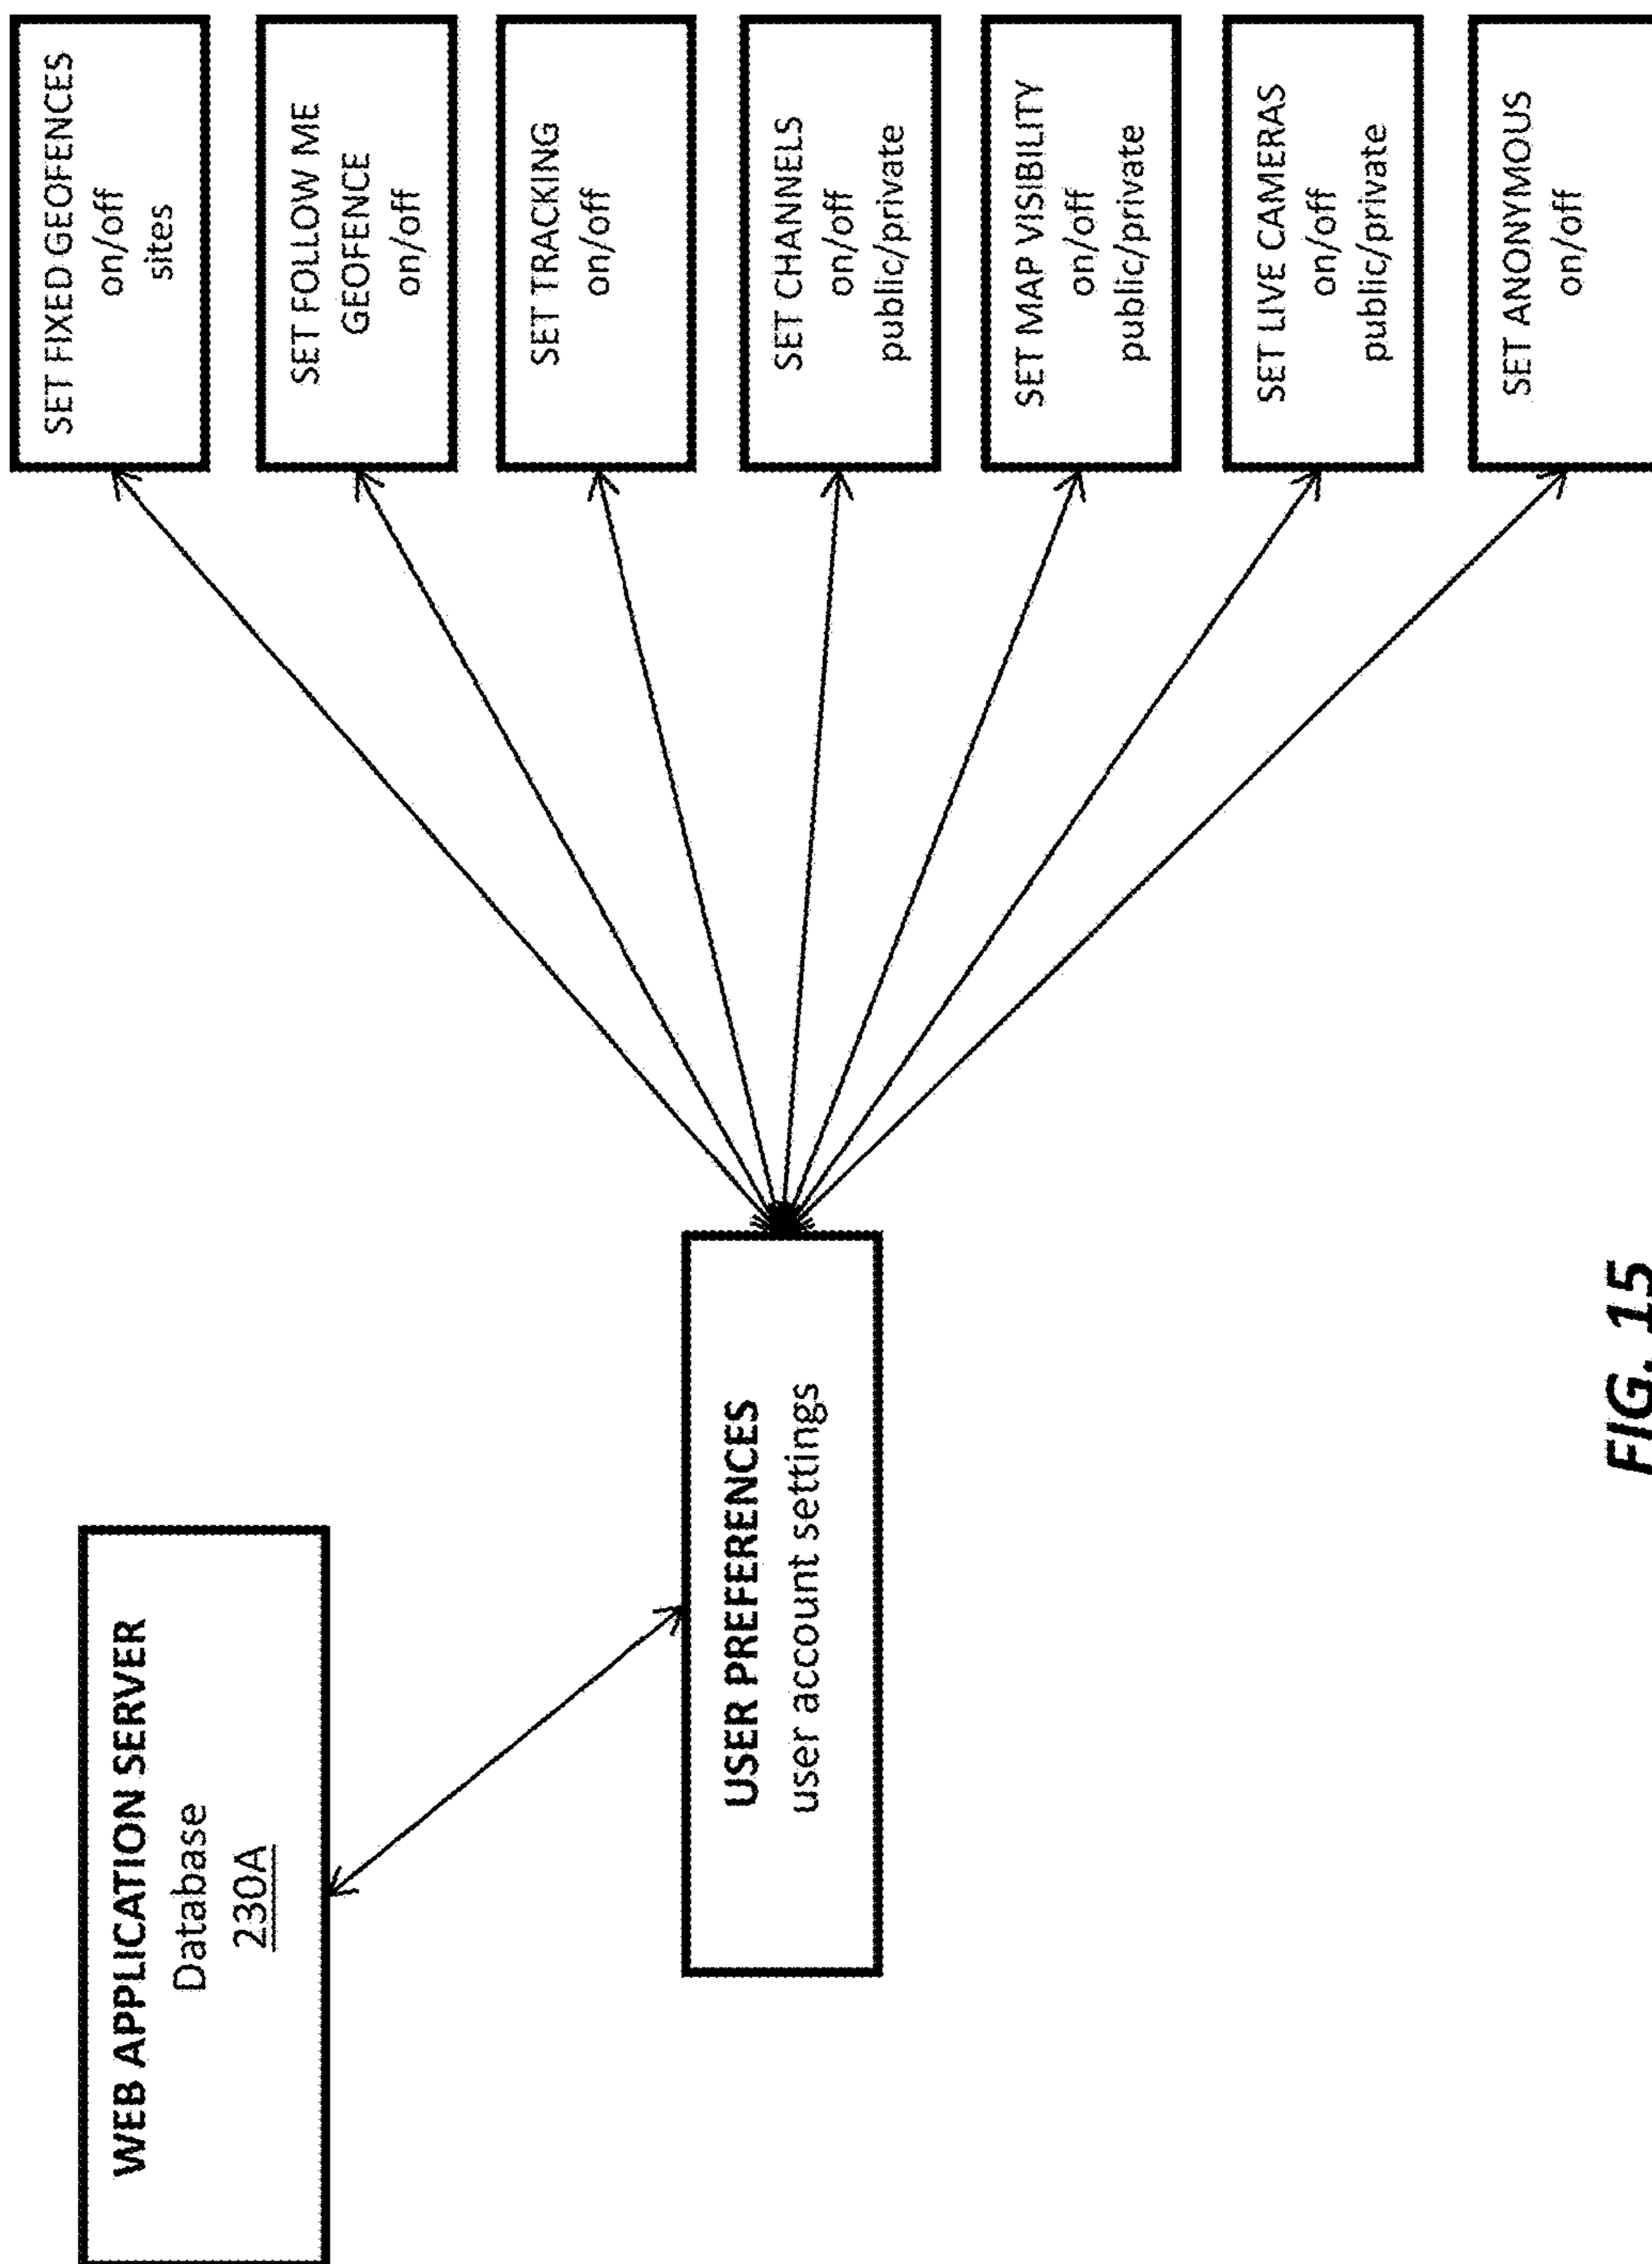 WEB APPLICATION SERVER
Database
230A
USER PREFERENCES
user account settings
SET FIXED GEOFENCES
on/off
sites
SET FOLLOW ME
GEOFENCE
on/off
SET TRACKING
on/off
SET CHANNELS
on/off
public/private
SET MAP VISIBILITY
on/off
public/private
SET LIVE CAMERAS
on/off
public/private
SET ANONYMOUS
on/off
FIG. 15